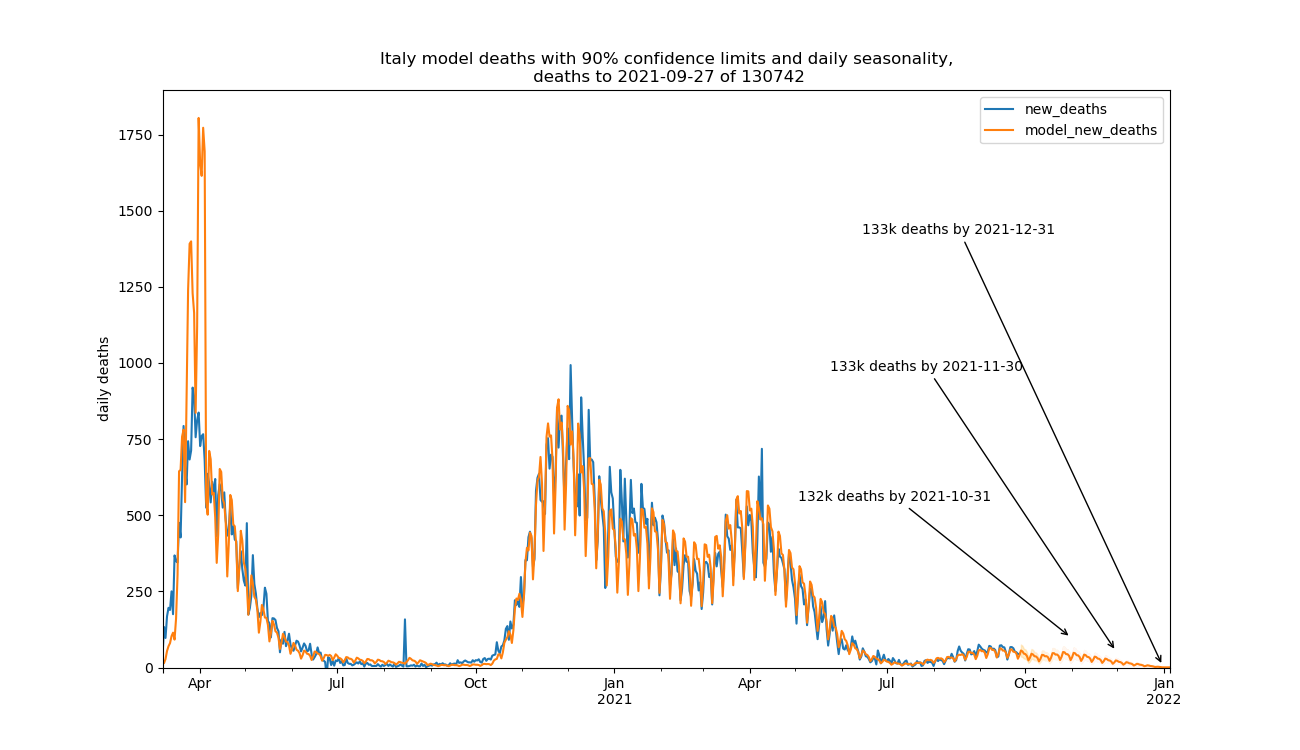 Italy model deaths with 90% confidence limits and daily seasonality,
deaths to 2021-09-27 of 130742
new_deaths
model_new_deaths
1750
1500
1250
1000
750
500
250
0
daily deaths
133k deaths by 2021-12-31
133k deaths by 2021-11-30
132k deaths by 2021-10-31
Apr Jul Oct Jan Apr Jul Oct Jan
2021 2022